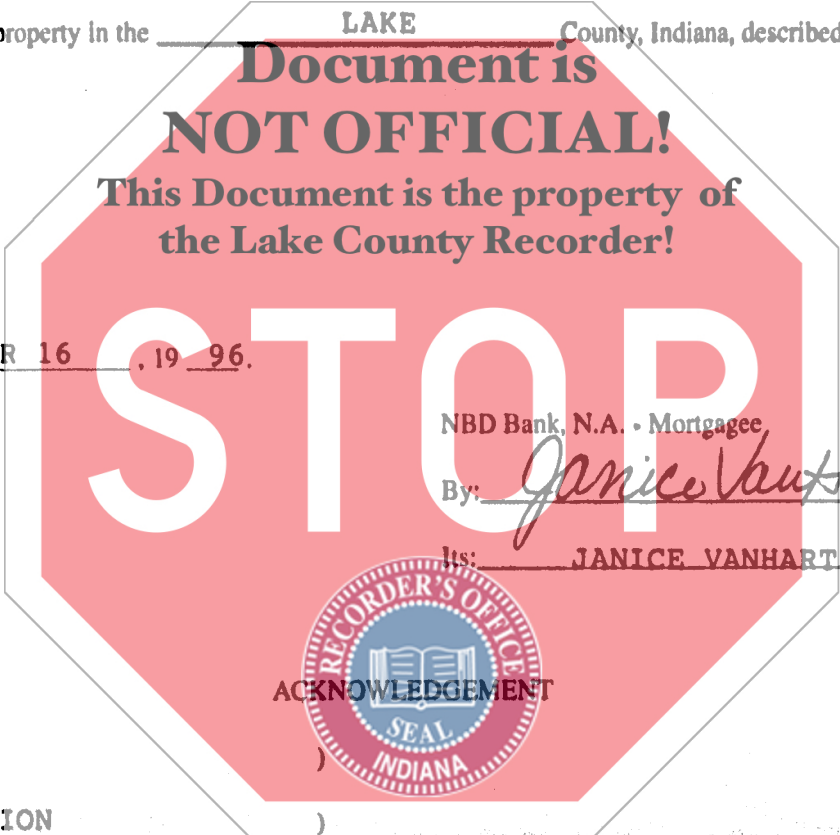 property in the LAKE County, Indiana, described
Document is
NOT OFFICIAL!
This Document is the property of
the Lake County Recorder!
STOP
R 16, 19 96.
NBD Bank, N.A. - Mortgagee
By: Janice Vanh
Its: JANICE VANHART
RECORDER'S OFFICE
ACKNOWLEDGEMENT
SEAL
INDIANA
)
ION )